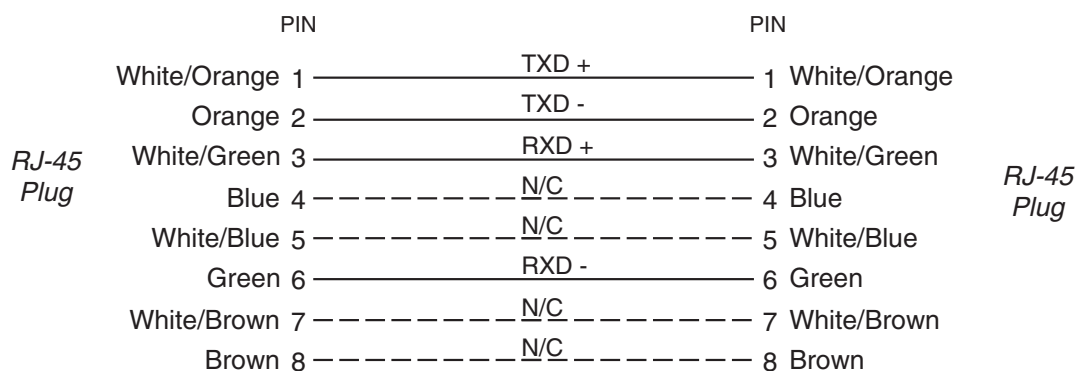 PIN PIN
White/Orange 1 TXD + 1 White/Orange
Orange 2 TXD - 2 Orange
White/Green 3 RXD + 3 White/Green
Blue 4 N/C 4 Blue
White/Blue 5 N/C 5 White/Blue
Green 6 RXD - 6 Green
White/Brown 7 N/C 7 White/Brown
Brown 8 N/C 8 Brown
RJ-45
Plug
RJ-45
Plug